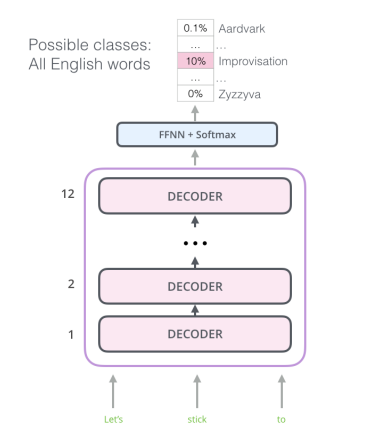 Possible classes:
All English words
0.1% Aardvark
... ...
10% Improvisation
... ...
0% Zyzzyva
FFNN + Softmax
12 DECODER
...
2 DECODER
1 DECODER
Let's stick to